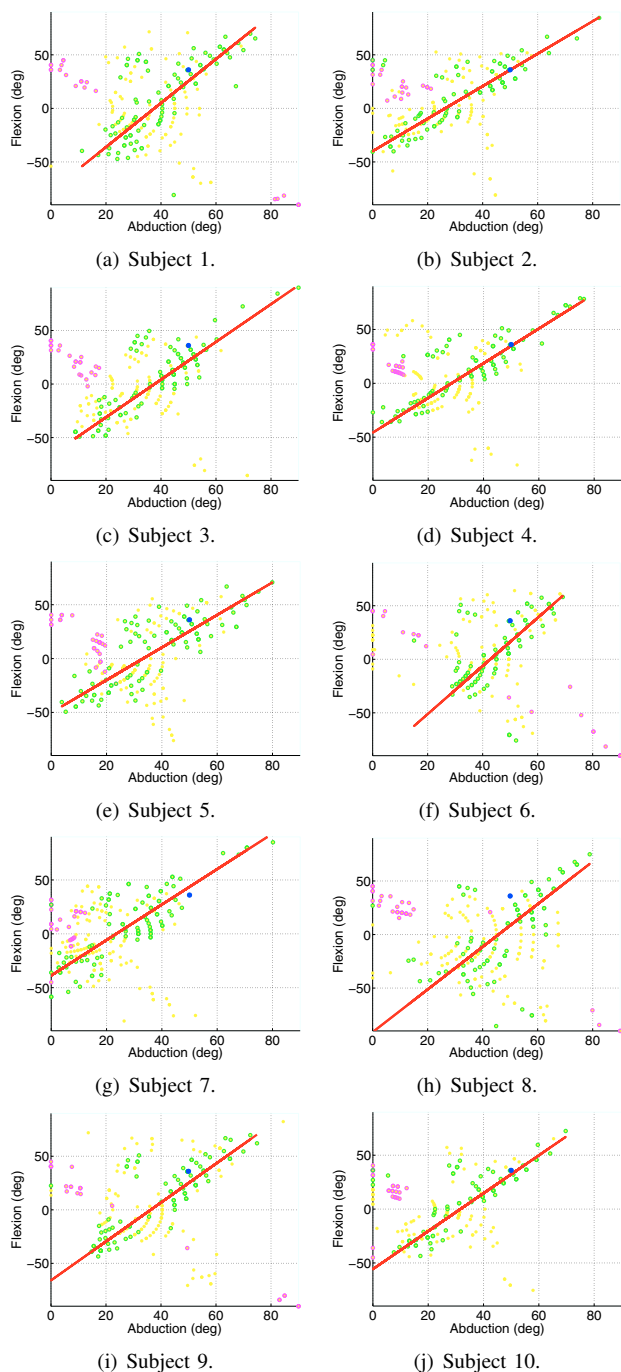 50
0
−50
0
20
40
60
80
Flexion (deg)
Abduction (deg)
(a) Subject 1.
50
0
−50
0
20
40
60
80
Flexion (deg)
Abduction (deg)
(b) Subject 2.
50
0
−50
0
20
40
60
80
Flexion (deg)
Abduction (deg)
(c) Subject 3.
50
0
−50
0
20
40
60
80
Flexion (deg)
Abduction (deg)
(d) Subject 4.
50
0
−50
0
20
40
60
80
Flexion (deg)
Abduction (deg)
(e) Subject 5.
50
0
−50
0
20
40
60
80
Flexion (deg)
Abduction (deg)
(f) Subject 6.
50
0
−50
0
20
40
60
80
Flexion (deg)
Abduction (deg)
(g) Subject 7.
50
0
−50
0
20
40
60
80
Flexion (deg)
Abduction (deg)
(h) Subject 8.
50
0
−50
0
20
40
60
80
Flexion (deg)
Abduction (deg)
(i) Subject 9.
50
0
−50
0
20
40
60
80
Flexion (deg)
Abduction (deg)
(j) Subject 10.